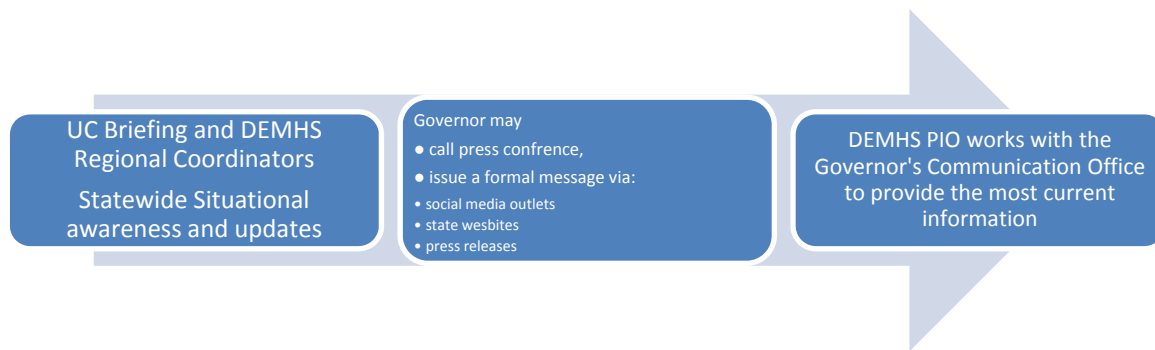 UC Briefing and DEMHS
Regional Coordinators
Statewide Situational
awareness and updates
Governor may
● call press confrence,
● issue a formal message via:
• social media outlets
• state wesbites
• press releases
DEMHS PIO works with the
Governor's Communication Office
to provide the most current
information